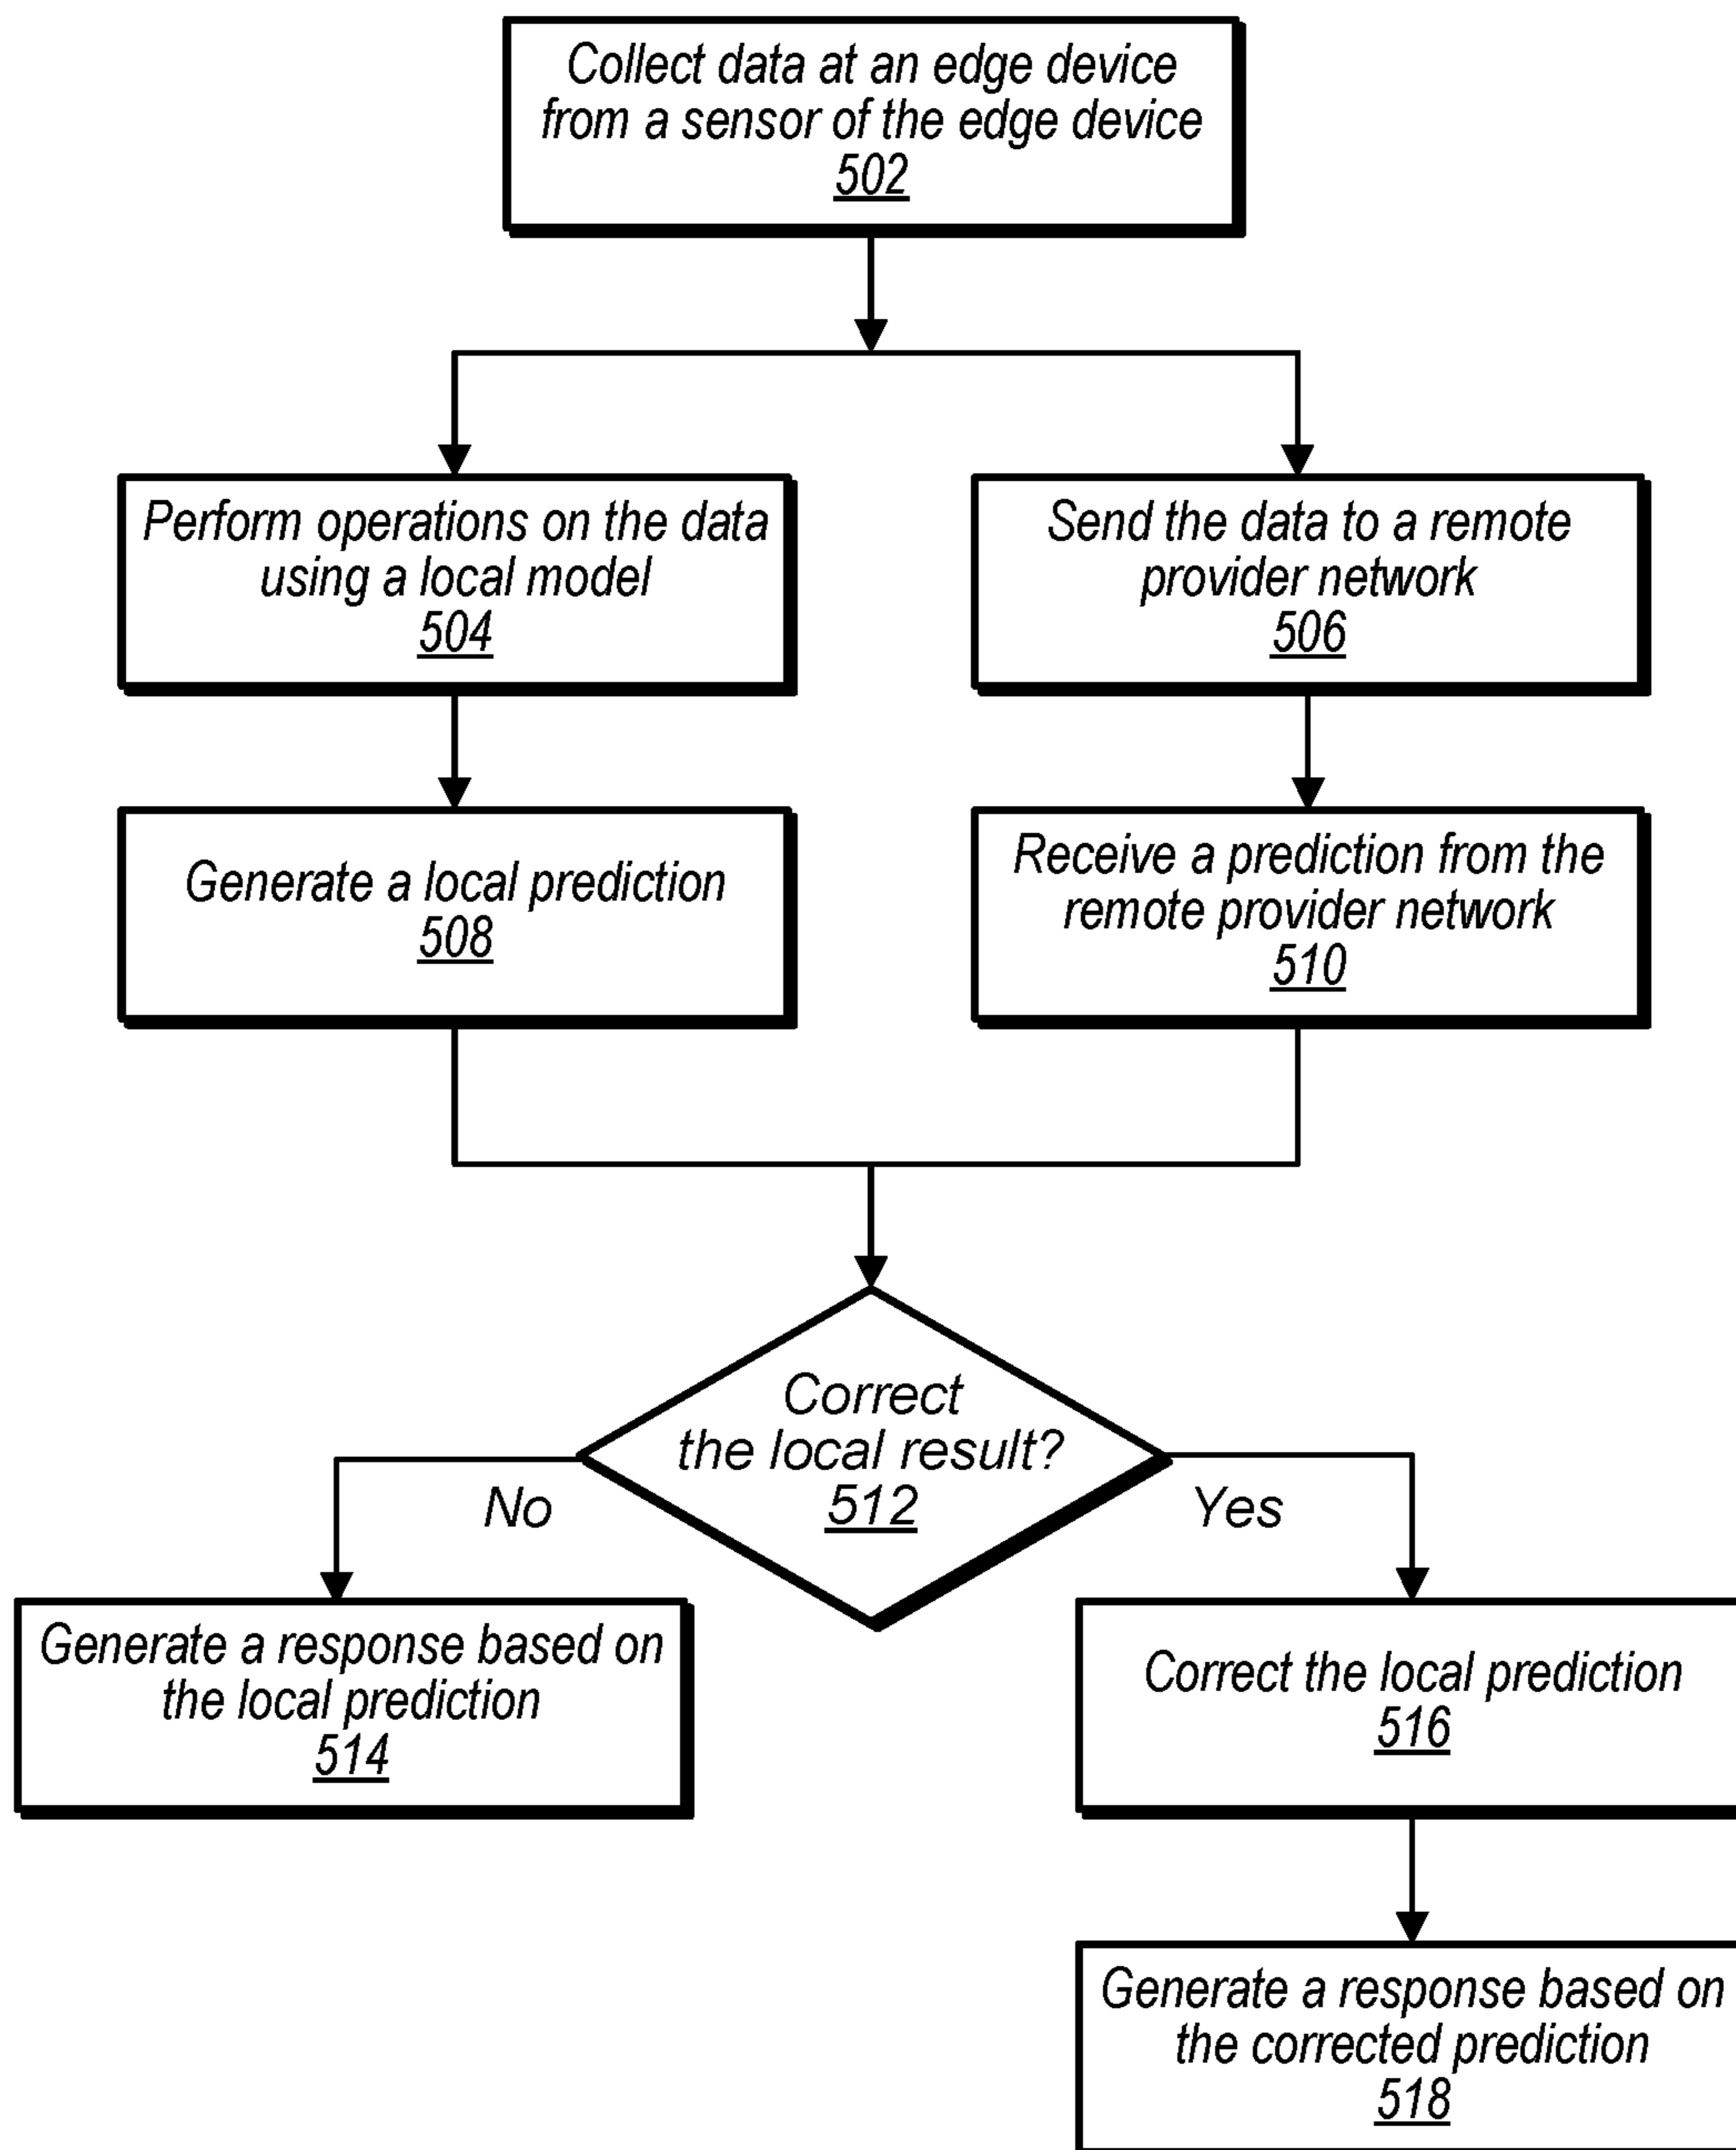 Collect data at an edge device
from a sensor of the edge device
502
Perform operations on the data
using a local model
504
Send the data to a remote
provider network
506
Generate a local prediction
508
Receive a prediction from the
remote provider network
510
Correct
the local result?
512
No
Yes
Generate a response based on
the local prediction
514
Correct the local prediction
516
Generate a response based on
the corrected prediction
518